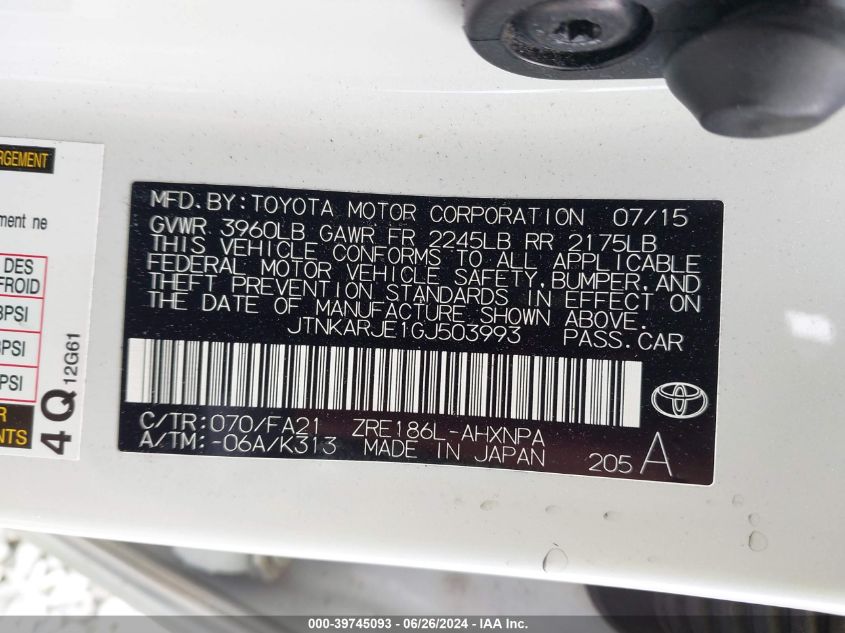 RGEMENT
ment ne
DES
FROID
PSI
PSI
PSI
R
NTS
4Q 12G61
MFD.BY:TOYOTA MOTOR CORPORATION 07/15
GVWR 3960LB GAWR FR 2245LB RR 2175LB
THIS VEHICLE CONFORMS TO ALL APPLICABLE
FEDERAL MOTOR VEHICLE SAFETY,BUMPER,AND
THEFT PREVENTION STANDARDS IN EFFECT ON
THE DATE OF MANUFACTURE SHOWN ABOVE.
JTNKARJE1GJ503993 PASS.CAR
C/TR:070/FA21 ZRE186L-AHXNPA
A/TM:-06A/K313 MADE IN JAPAN 205 A
000-39745093 / 06/26/2024 - IAA Inc.